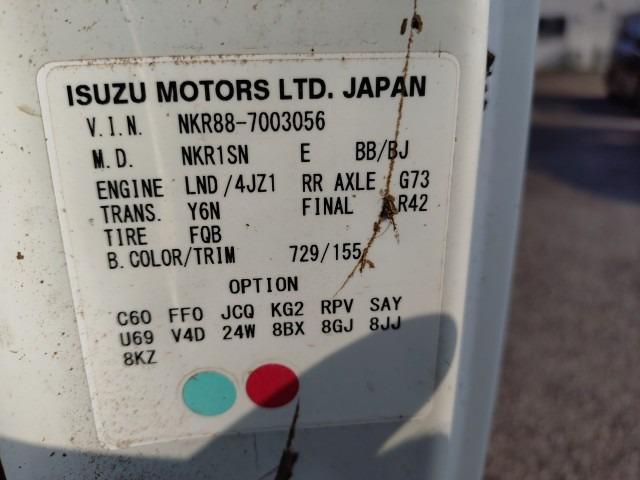 ISUZU MOTORS LTD. JAPAN
V.I.N. NKR88-7003056
M.D. NKR1SN E BB/BJ
ENGINE LND/4JZ1 RR AXLE G73
TRANS. Y6N FINAL R42
TIRE FQB
B.COLOR/TRIM 729/155
OPTION
C60 FF0 JCQ KG2 RPV SAY
U69 V4D 24W 8BX 8GJ 8JJ
8KZ